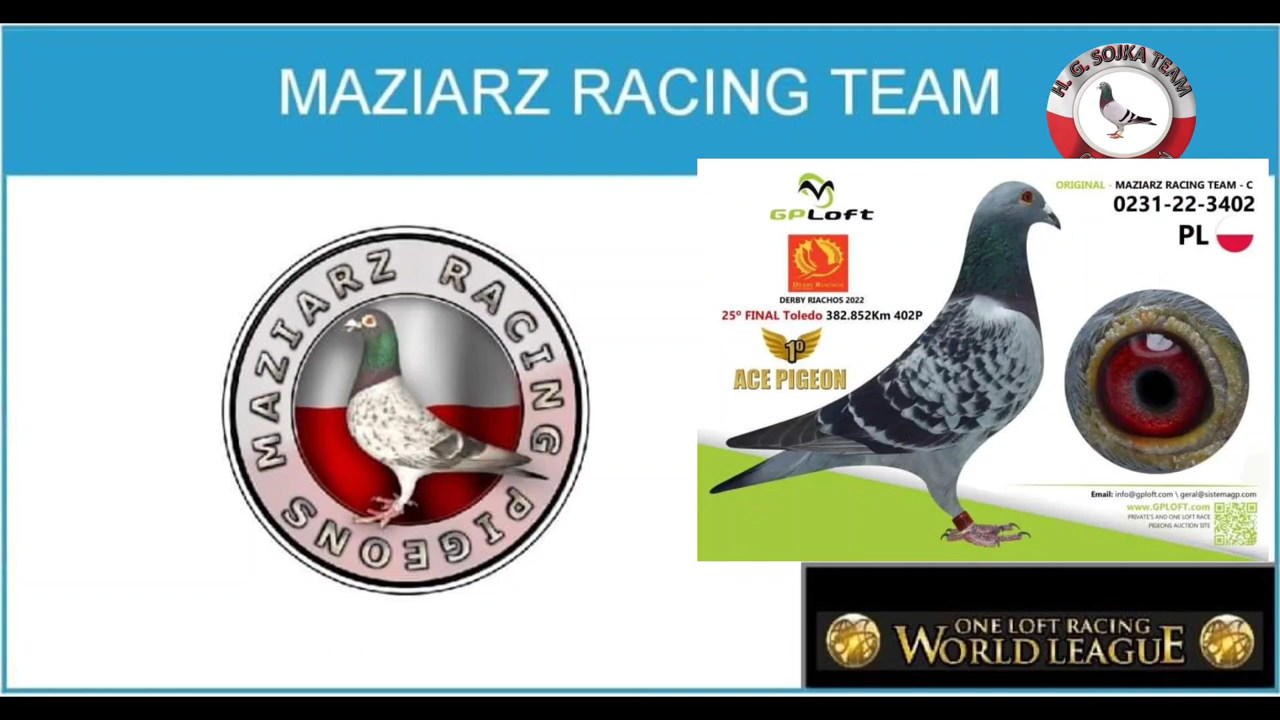 MAZIARZ RACING TEAM
H. G. SOJKA TEAM
MAZIARZ RACING PIGEONS
GPLoft
DERBY RIACHOS
DERBY RIACHOS 2022
25º FINAL Toledo 382.852Km 402P
1º
ACE PIGEON
ORIGINAL - MAZIARZ RACING TEAM - C
0231-22-3402
PL
Email: info@gploft.com \ geral@sistemagp.com
www.GPLOFT.com
PRIVATE'S AND ONE LOFT RACE
PIGEONS AUCTION SITE
ONE LOFT RACING
WORLD LEAGUE